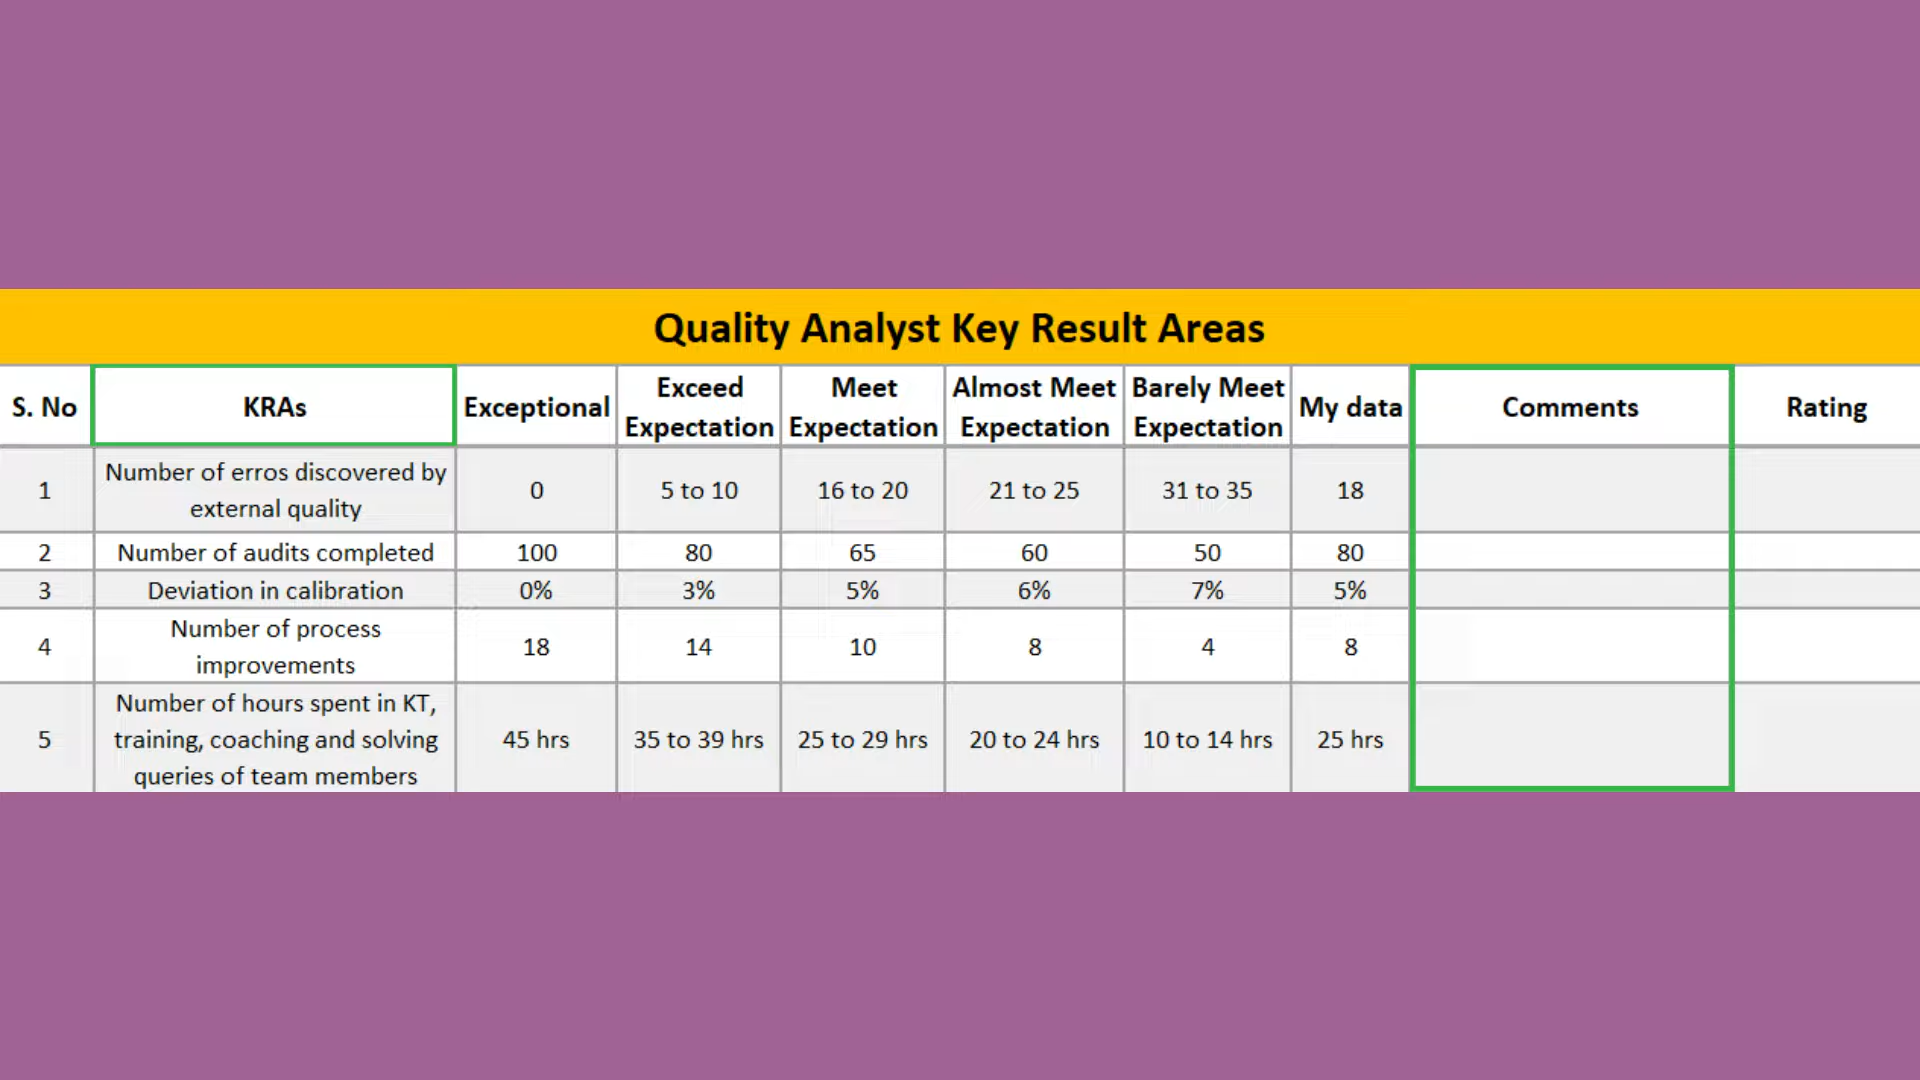 Quality Analyst Key Result Areas
S. No KRAs Exceptional Exceed Expectation Meet Expectation Almost Meet Expectation Barely Meet Expectation My data Comments Rating
1 Number of erros discovered by external quality 0 5 to 10 16 to 20 21 to 25 31 to 35 18
2 Number of audits completed 100 80 65 60 50 80
3 Deviation in calibration 0% 3% 5% 6% 7% 5%
4 Number of process improvements 18 14 10 8 4 8
5 Number of hours spent in KT, training, coaching and solving queries of team members 45 hrs 35 to 39 hrs 25 to 29 hrs 20 to 24 hrs 10 to 14 hrs 25 hrs